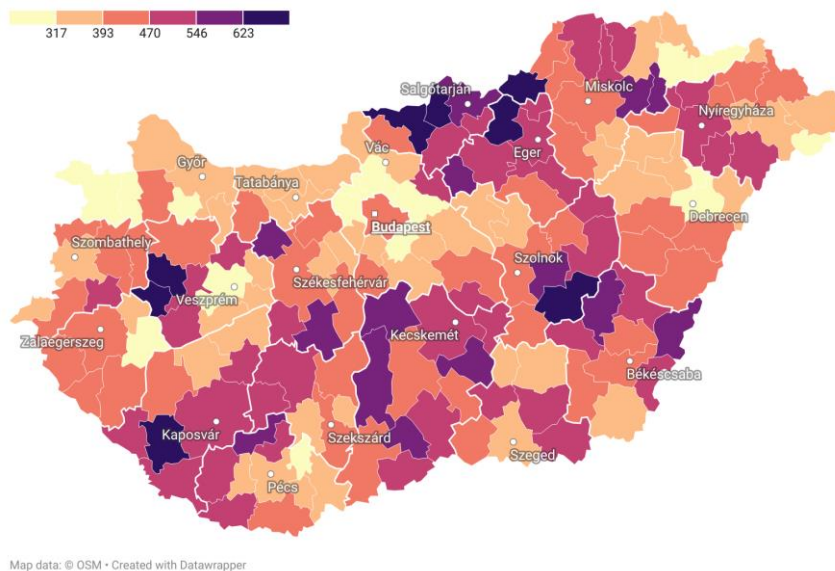 317 393 470 546 623
Salgótarján
Miskolc
Nyíregyháza
Vác
Eger
Győr
Tatabánya
Debrecen
Budapest
Szombathely
Szolnok
Székesfehérvár
Veszprém
Kecskemét
Zalaegerszeg
Békéscsaba
Kaposvár
Szekszárd
Szeged
Pécs
Map data: © OSM • Created with Datawrapper